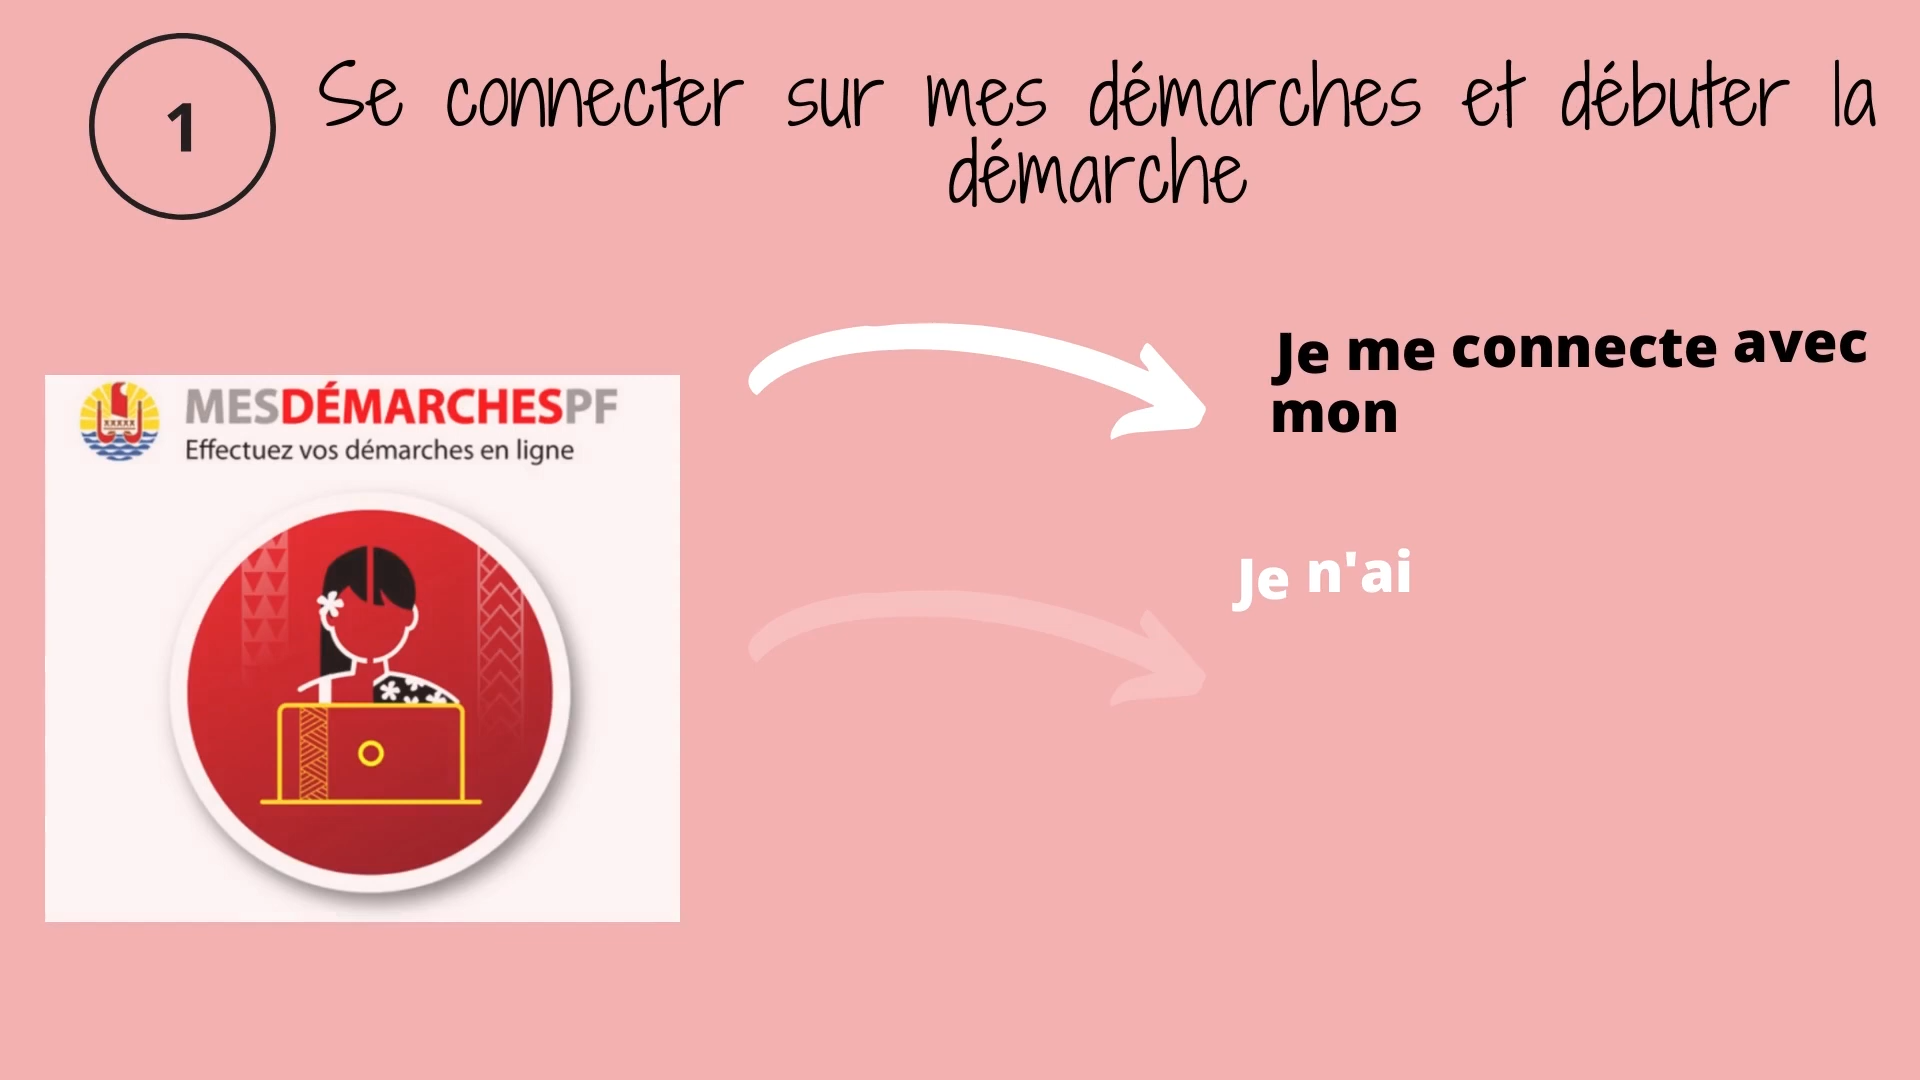 1
Se connecter sur mes démarches et débuter la
démarche
Je me connecte avec
mon
MESDÉMARCHESPF
Effectuez vos démarches en ligne
Je n'ai